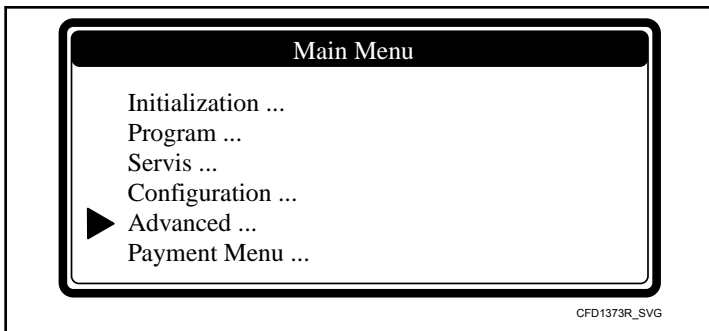 Main Menu
Initialization ...
Program ...
Servis ...
Configuration ...
Advanced ...
Payment Menu ...
CFD1373R_SVG